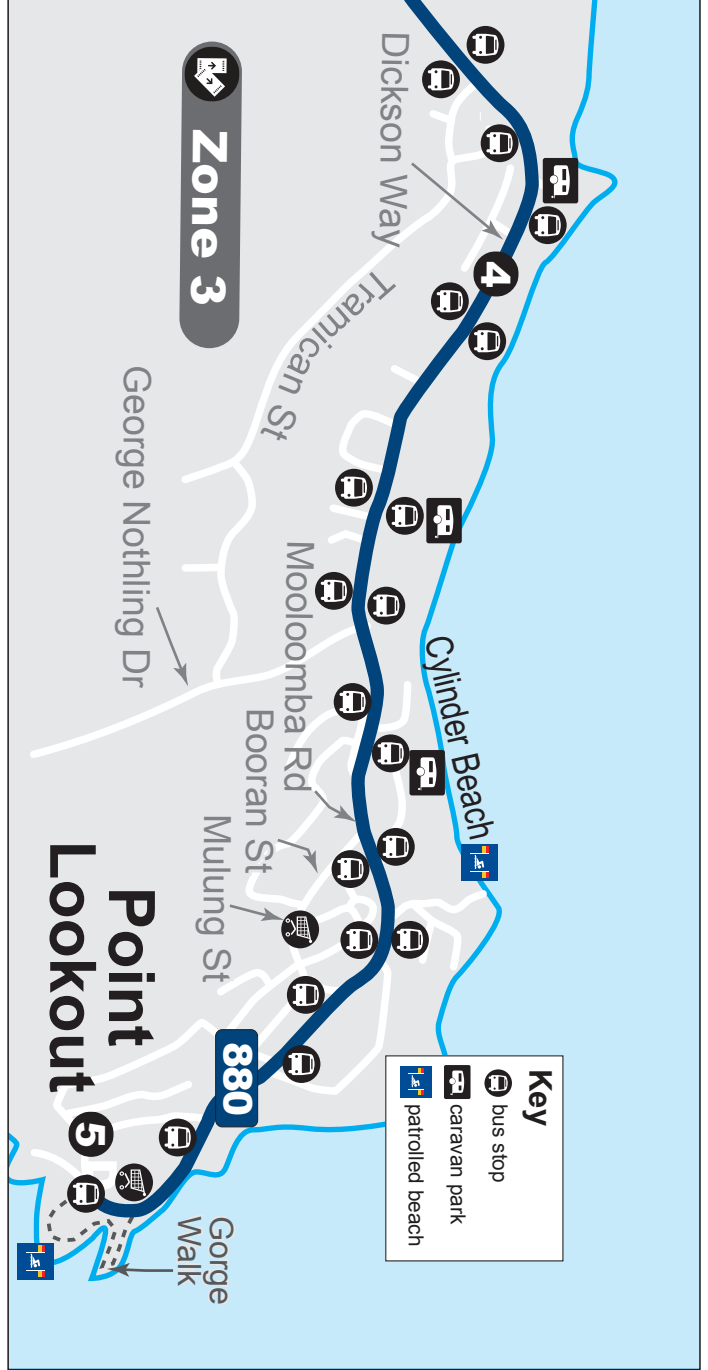 Dickson Way
Zone 3
4
Tramican St
George Nothling Dr
Mooloomba Rd
Cylinder Beach
Booran St
Mulung St
Point
Lookout
880
5
Gorge
Walk
Key
bus stop
caravan park
patrolled beach